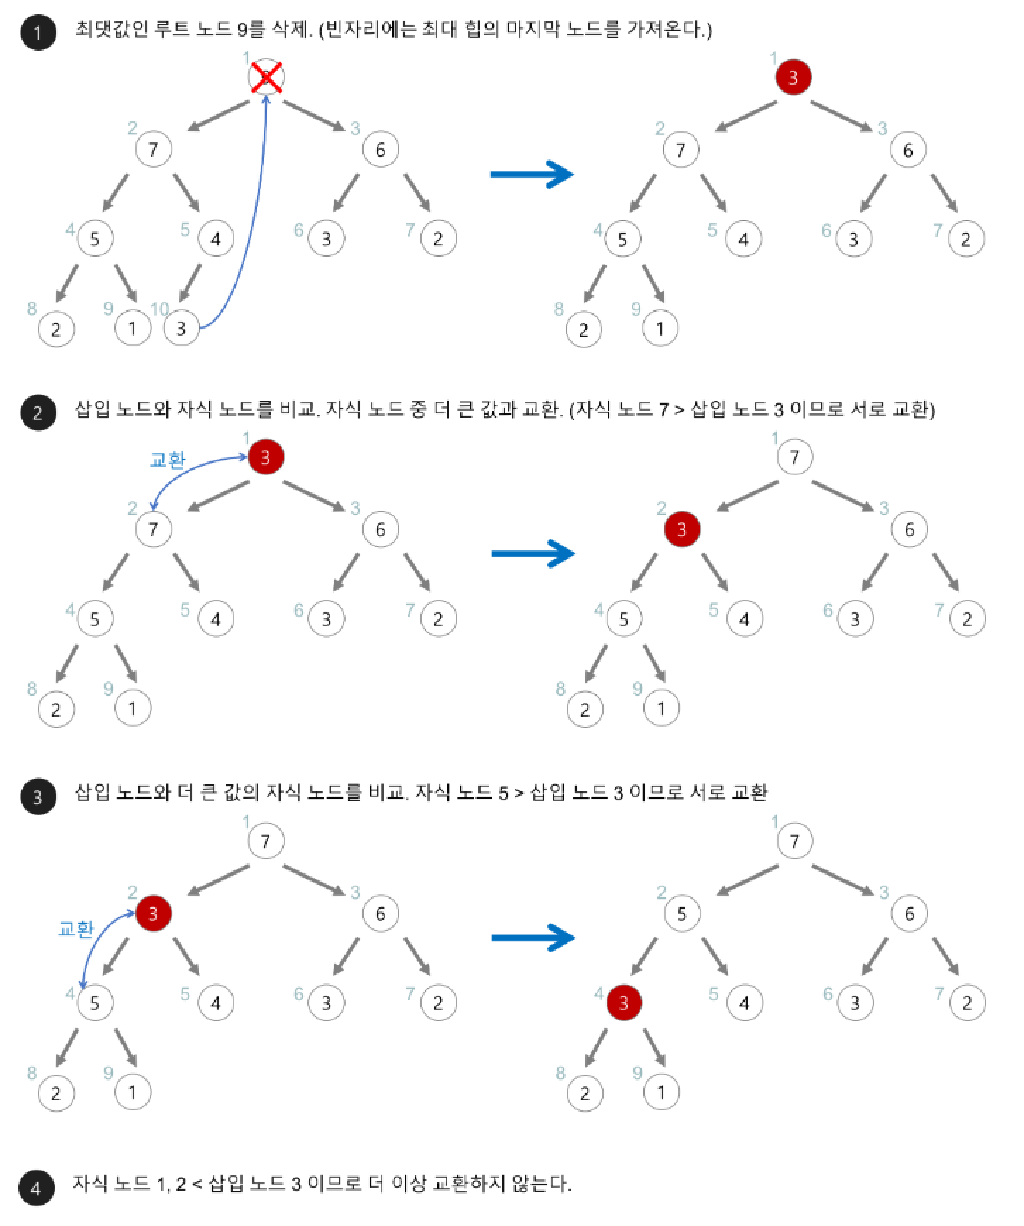 1 최댓값인 루트 노드 9를 삭제. (빈자리에는 최대 힙의 마지막 노드를 가져온다.)
1 1 3
2 7 3 6 2 7 3 6
4 5 5 4 6 3 7 2 4 5 5 4 6 3 7 2
8 2 9 1 10 3 8 2 9 1
2 삽입 노드와 자식 노드를 비교. 자식 노드 중 더 큰 값과 교환. (자식 노드 7 > 삽입 노드 3 이므로 서로 교환)
교환 1 3 1 7
2 7 3 6 2 3 3 6
4 5 5 4 6 3 7 2 4 5 5 4 6 3 7 2
8 2 9 1 8 2 9 1
3 삽입 노드와 더 큰 값의 자식 노드를 비교. 자식 노드 5 > 삽입 노드 3 이므로 서로 교환
1 7 1 7
교환 2 3 3 6 2 5 3 6
4 5 5 4 6 3 7 2 4 3 5 4 6 3 7 2
8 2 9 1 8 2 9 1
4 자식 노드 1, 2 < 삽입 노드 3 이므로 더 이상 교환하지 않는다.